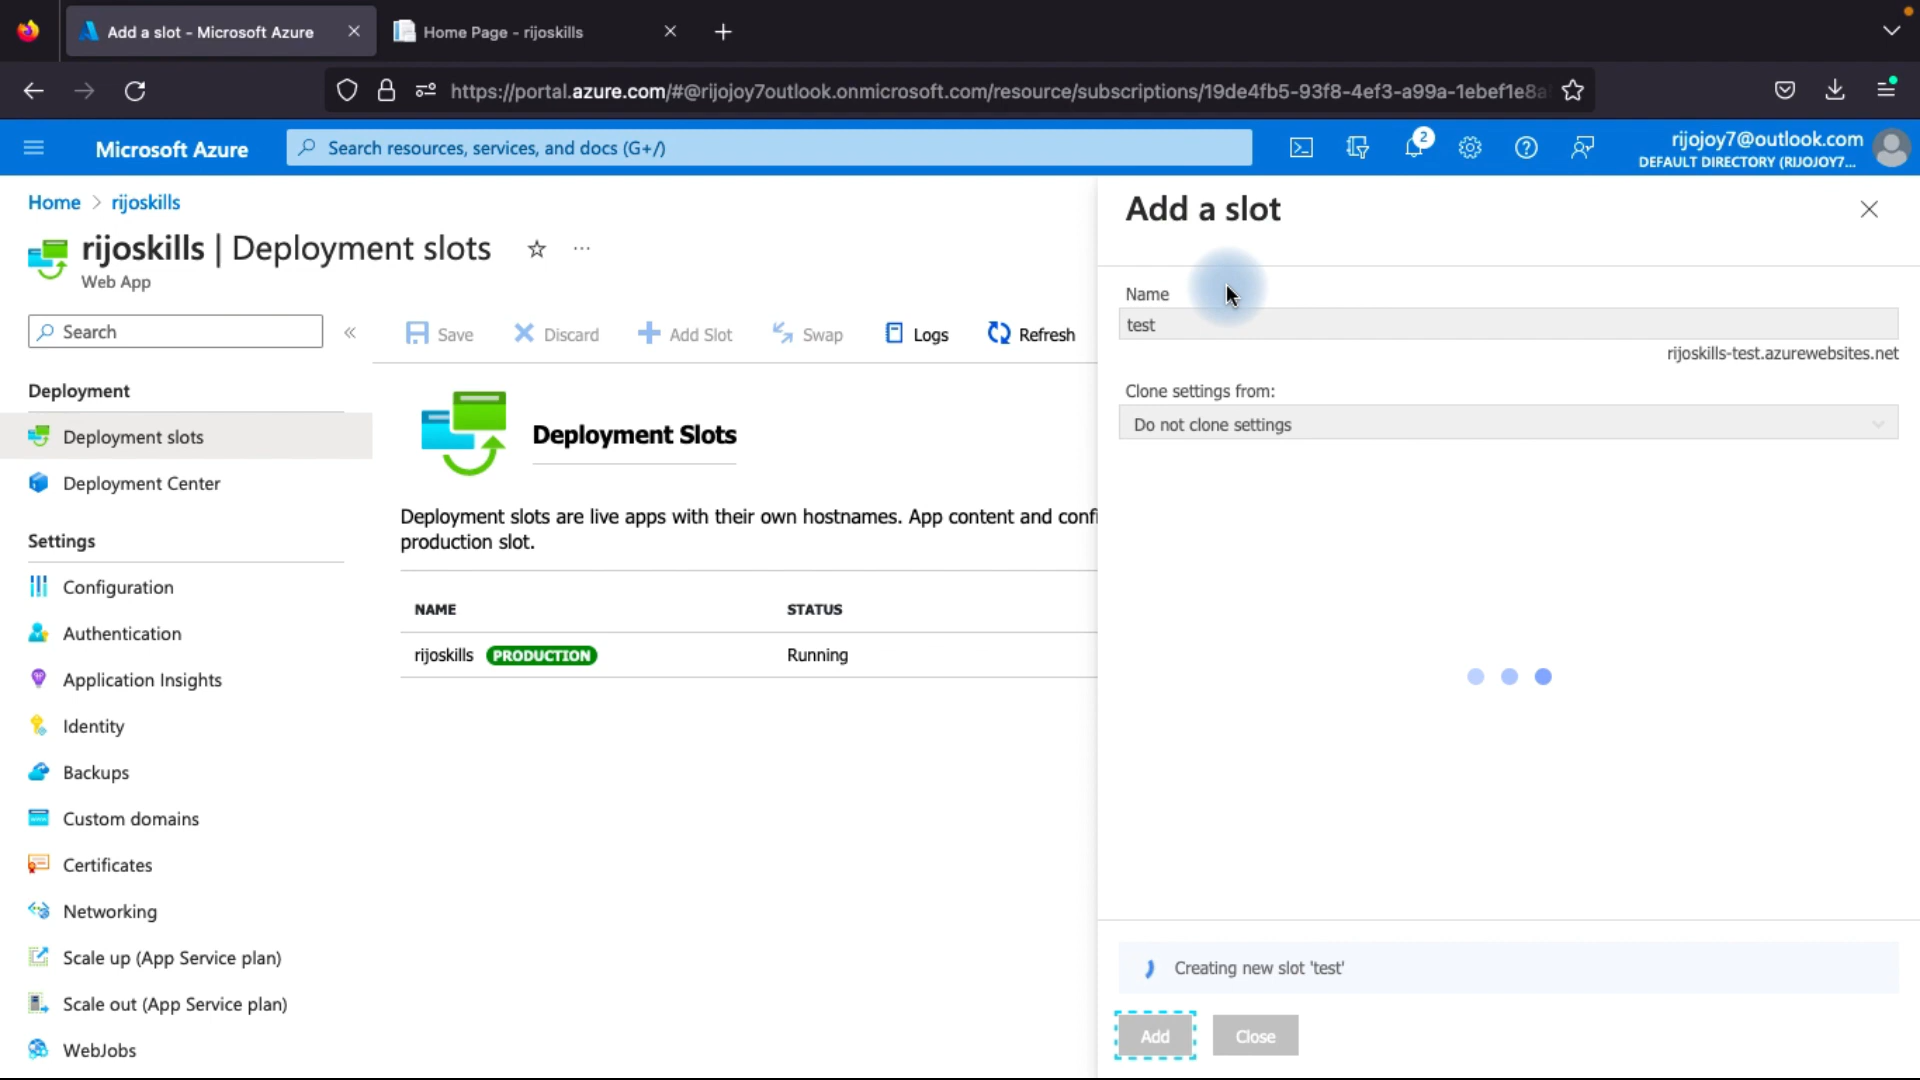 Add a slot - Microsoft Azure
Home Page - rijoskills
https://portal.azure.com/#@rijojoy7outlook.onmicrosoft.com/resource/subscriptions/19de4fb5-93f8-4ef3-a99a-1ebef1e8a
Microsoft Azure
Search resources, services, and docs (G+/)
2
rijojoy7@outlook.com
DEFAULT DIRECTORY (RIJOJOY7...
Home > rijoskills
rijoskills | Deployment slots
Web App
Search
Deployment
Deployment slots
Deployment Center
Settings
Configuration
Authentication
Application Insights
Identity
Backups
Custom domains
Certificates
Networking
Scale up (App Service plan)
Scale out (App Service plan)
WebJobs
Save
Discard
Add Slot
Swap
Logs
Refresh
Deployment Slots
Deployment slots are live apps with their own hostnames. App content and confi
production slot.
NAME STATUS
rijoskills PRODUCTION Running
Add a slot
Name
test
rijoskills-test.azurewebsites.net
Clone settings from:
Do not clone settings
Creating new slot 'test'
Add
Close